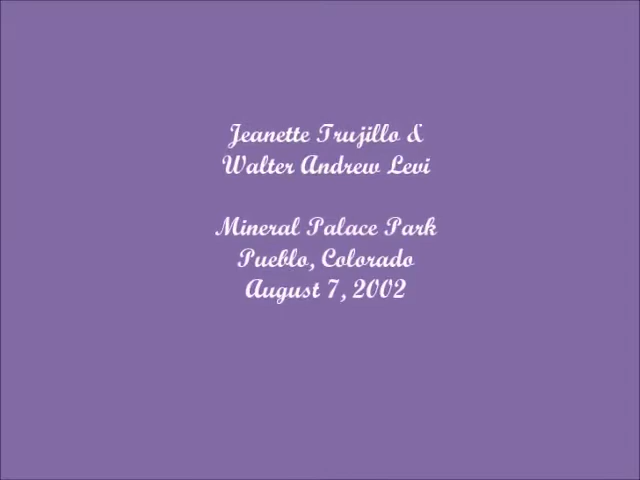 Jeanette Trujillo &
Walter Andrew Levi
Mineral Palace Park
Pueblo, Colorado
August 7, 2002